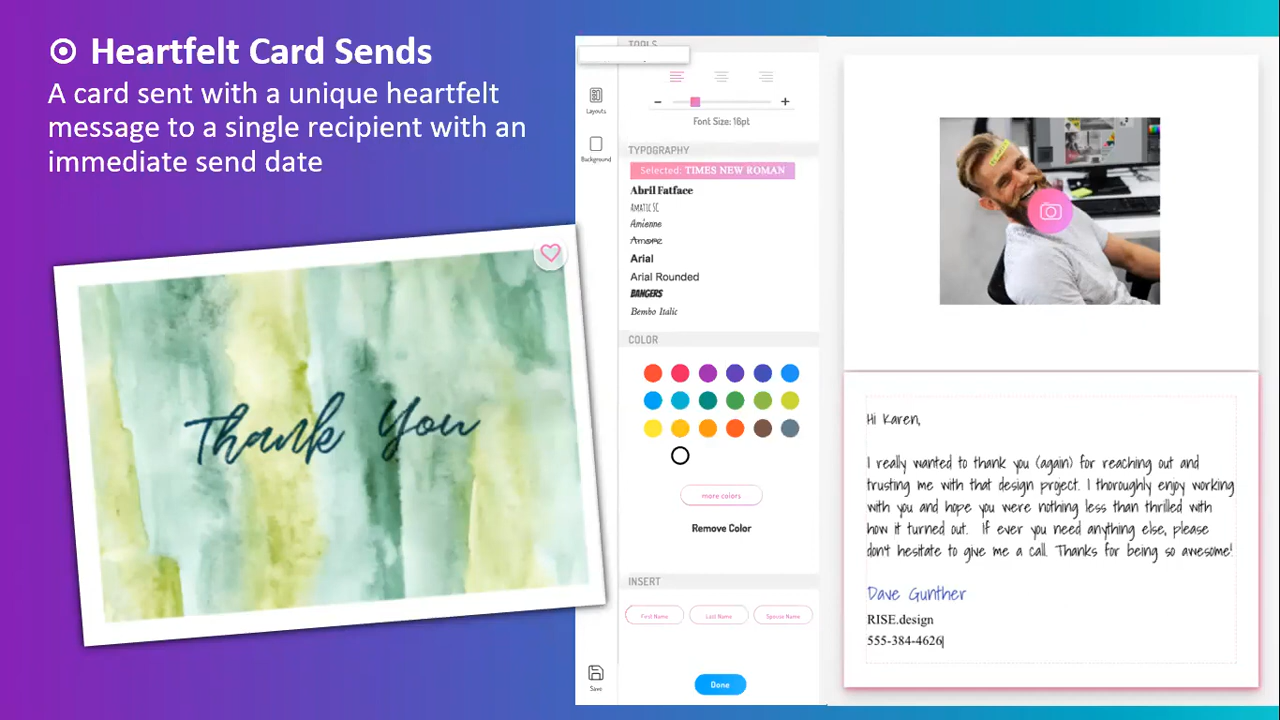 Heartfelt Card Sends
A card sent with a unique heartfelt
message to a single recipient with an
immediate send date
Thank You
TOOLS
Layouts
Background
Font Size: 16pt
TYPOGRAPHY
Selected: TIMES NEW ROMAN
Abril Fatface
AMATIC SC
Amienne
Amore
Arial
Arial Rounded
BANGERS
Bembo Italic
COLOR
more colors
Remove Color
INSERT
First Name
Last Name
Spouse Name
Save
Done
Hi Karen,
I really wanted to thank you (again) for reaching out and
trusting me with that design project. I thoroughly enjoy working
with you and hope you were nothing less than thrilled with
how it turned out. If ever you need anything else, please
don't hesitate to give me a call. Thanks for being so awesome!
Dave Gunther
RISE.design
555-384-4626